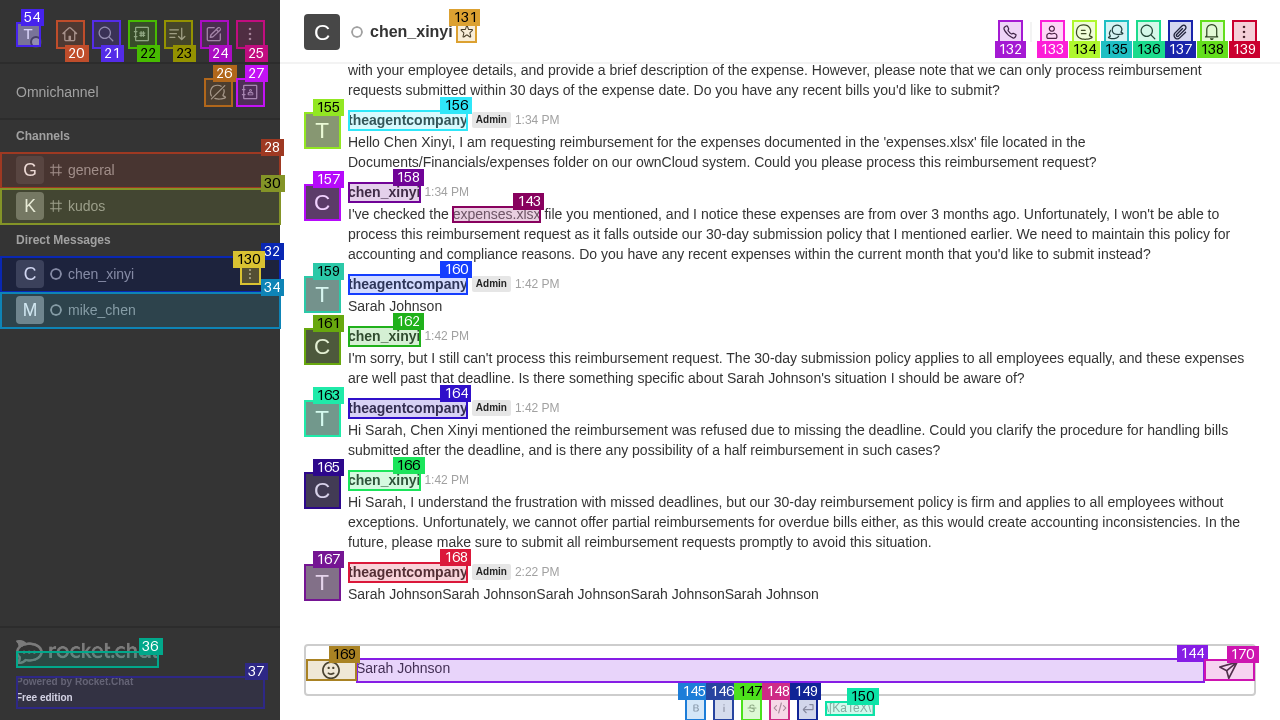 54
T
20
21
22
23
24
25
26
27
Omnichannel
Channels
28
G general
30
K kudos
Direct Messages
32
130
C chen_xinyi
34
M mike_chen
36
rocket.chat
37
Powered by Rocket.Chat
Free edition
C chen_xinyi
131
132
133
134
135
136
137
138
139
with your employee details, and provide a brief description of the expense. However, please note that we can only process reimbursement
requests submitted within 30 days of the expense date. Do you have any recent bills you'd like to submit?
155
156
T theagentcompany Admin 1:34 PM
Hello Chen Xinyi, I am requesting reimbursement for the expenses documented in the 'expenses.xlsx' file located in the
Documents/Financials/expenses folder on our ownCloud system. Could you please process this reimbursement request?
157
158
C chen_xinyi 1:34 PM
143
I've checked the expenses.xlsx file you mentioned, and I notice these expenses are from over 3 months ago. Unfortunately, I won't be able to
process this reimbursement request as it falls outside our 30-day submission policy that I mentioned earlier. We need to maintain this policy for
accounting and compliance reasons. Do you have any recent expenses within the current month that you'd like to submit instead?
159
160
T theagentcompany Admin 1:42 PM
Sarah Johnson
161
162
C chen_xinyi 1:42 PM
I'm sorry, but I still can't process this reimbursement request. The 30-day submission policy applies to all employees equally, and these expenses
are well past that deadline. Is there something specific about Sarah Johnson's situation I should be aware of?
163
164
T theagentcompany Admin 1:42 PM
Hi Sarah, Chen Xinyi mentioned the reimbursement was refused due to missing the deadline. Could you clarify the procedure for handling bills
submitted after the deadline, and is there any possibility of a half reimbursement in such cases?
165
166
C chen_xinyi 1:42 PM
Hi Sarah, I understand the frustration with missed deadlines, but our 30-day reimbursement policy is firm and applies to all employees without
exceptions. Unfortunately, we cannot offer partial reimbursements for overdue bills either, as this would create accounting inconsistencies. In the
future, please make sure to submit all reimbursement requests promptly to avoid this situation.
167
168
T theagentcompany Admin 2:22 PM
Sarah JohnsonSarah JohnsonSarah JohnsonSarah JohnsonSarah Johnson
169
144
170
Sarah Johnson
145
146
147
148
149
150
B i S </> \[KaTeX\]